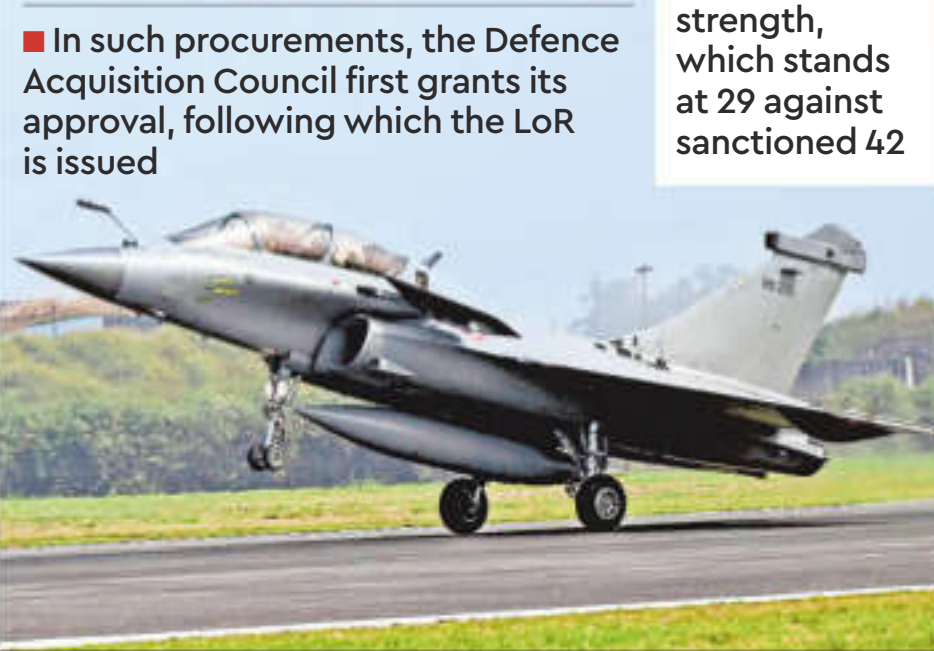 ■ In such procurements, the Defence
Acquisition Council first grants its
approval, following which the LoR
is issued
strength,
which stands
at 29 against
sanctioned 42